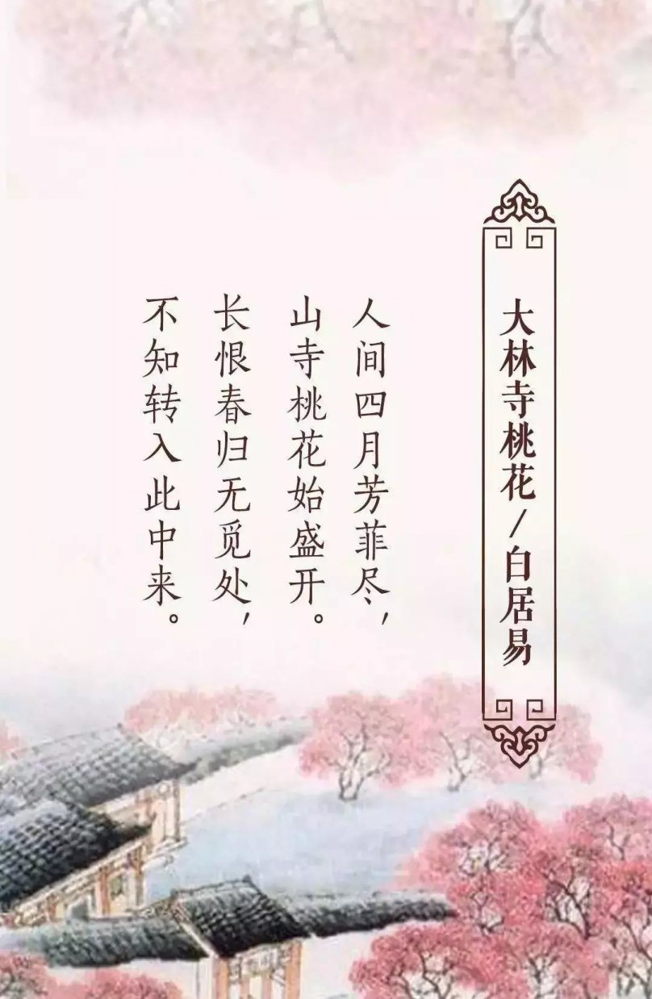 大林寺桃花/白居易
人间四月芳菲尽,
山寺桃花始盛开。
长恨春归无觅处,
不知转入此中来。